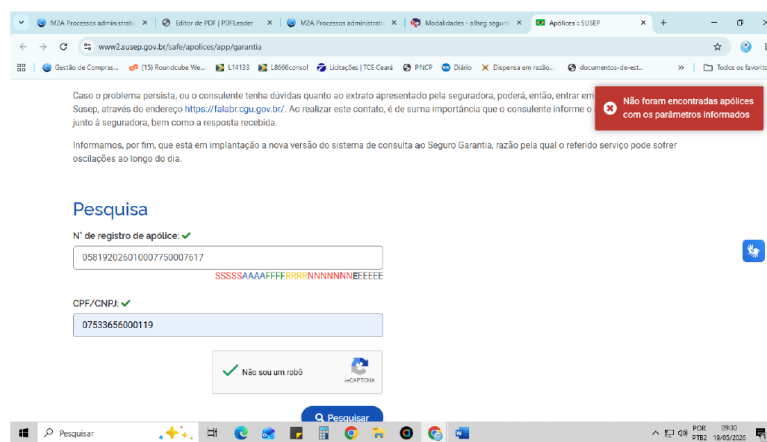 M2A Processos administrati
Editor de PDF | PDFLeader
M2A Processos administrati
Modalidades - allseg seguro
Apólices :: SUSEP
www2.susep.gov.br/safe/apolices/app/garantia
Gestão de Compras...
(15) Roundcube We...
L14133
L8666consol
Licitações | TCE Ceará
PNCP
Diário
Dispensa em razão...
documentos-de-est...
Todos os favoritos
Caso o problema persista, ou o consulente tenha dúvidas quanto ao extrato apresentado pela seguradora, poderá, então, entrar em
Susep, através do endereço https://falabr.cgu.gov.br/. Ao realizar este contato, é de suma importância que o consulente informe o
junto à seguradora, bem como a resposta recebida.
Não foram encontradas apólices
com os parâmetros informados
Informamos, por fim, que está em implantação a nova versão do sistema de consulta ao Seguro Garantia, razão pela qual o referido serviço pode sofrer
oscilações ao longo do dia.
Pesquisa
N° de registro de apólice:
058192026010007750007617
SSSSSAAAAFFFFRRRRNNNNNNNEEEEEE
CPF/CNPJ:
07533656000119
Não sou um robô
reCAPTCHA
Pesquisar
Pesquisar
POR
PTB2
09:30
19/05/2026